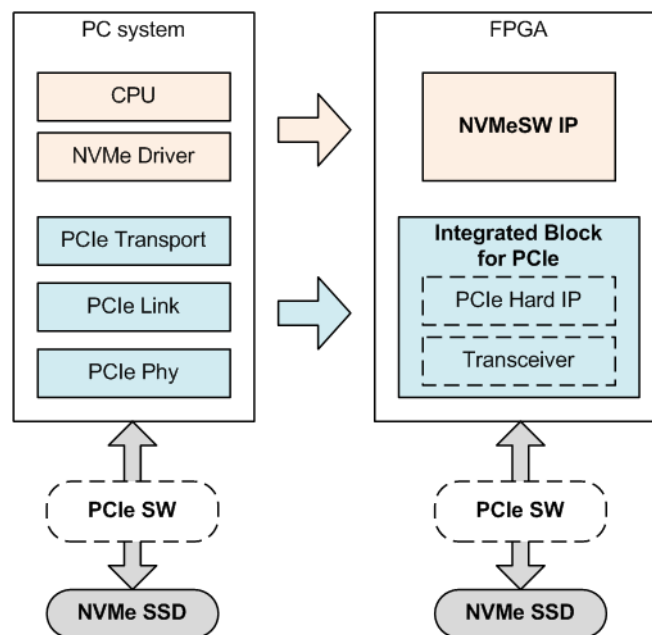 PC system
CPU
NVMe Driver
PCIe Transport
PCIe Link
PCIe Phy
PCIe SW
NVMe SSD
FPGA
NVMeSW IP
Integrated Block
for PCIe
PCIe Hard IP
Transceiver
PCIe SW
NVMe SSD